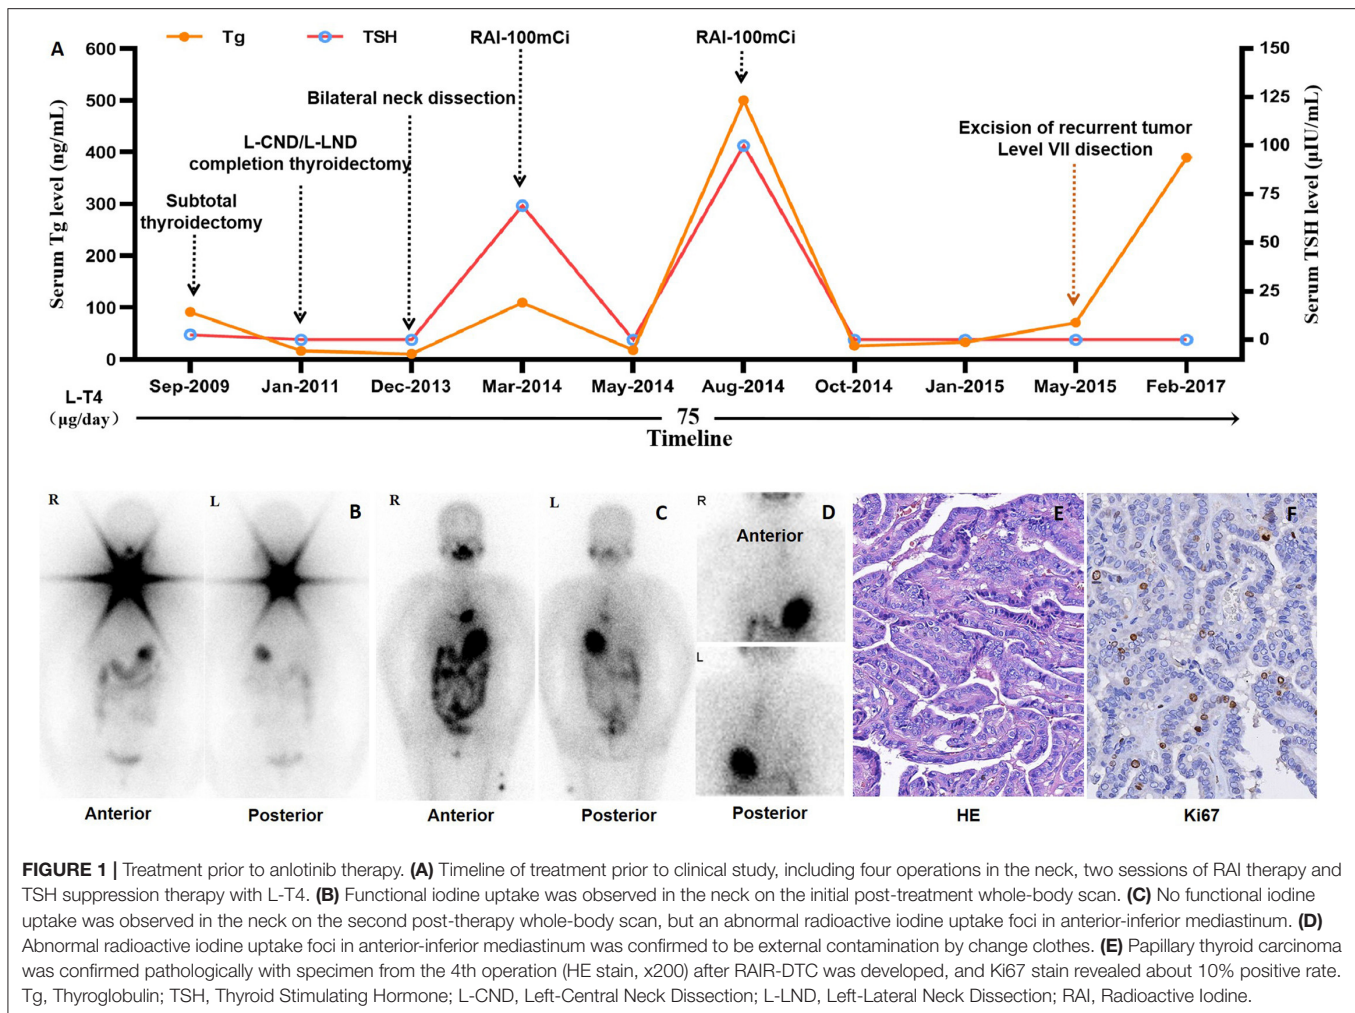 A
Tg
TSH
RAI-100mCi
RAI-100mCi
Bilateral neck dissection
L-CND/L-LND
completion thyroidectomy
Subtotal
thyroidectomy
Excision of recurrent tumor
Level VII disection
Serum Tg level (ng/mL)
600
500
400
300
200
100
0
150
125
100
75
50
25
0
Serum TSH level (μIU/mL)
Sep-2009 Jan-2011 Dec-2013 Mar-2014 May-2014 Aug-2014 Oct-2014 Jan-2015 May-2015 Feb-2017
L-T4
(μg/day)
75
Timeline
R L B
R L C
R D
Anterior
L
E
F
Anterior Posterior Anterior Posterior Posterior HE Ki67
FIGURE 1 | Treatment prior to anlotinib therapy. (A) Timeline of treatment prior to clinical study, including four operations in the neck, two sessions of RAI therapy and
TSH suppression therapy with L-T4. (B) Functional iodine uptake was observed in the neck on the initial post-treatment whole-body scan. (C) No functional iodine
uptake was observed in the neck on the second post-therapy whole-body scan, but an abnormal radioactive iodine uptake foci in anterior-inferior mediastinum. (D)
Abnormal radioactive iodine uptake foci in anterior-inferior mediastinum was confirmed to be external contamination by change clothes. (E) Papillary thyroid carcinoma
was confirmed pathologically with specimen from the 4th operation (HE stain, x200) after RAIR-DTC was developed, and Ki67 stain revealed about 10% positive rate.
Tg, Thyroglobulin; TSH, Thyroid Stimulating Hormone; L-CND, Left-Central Neck Dissection; L-LND, Left-Lateral Neck Dissection; RAI, Radioactive Iodine.